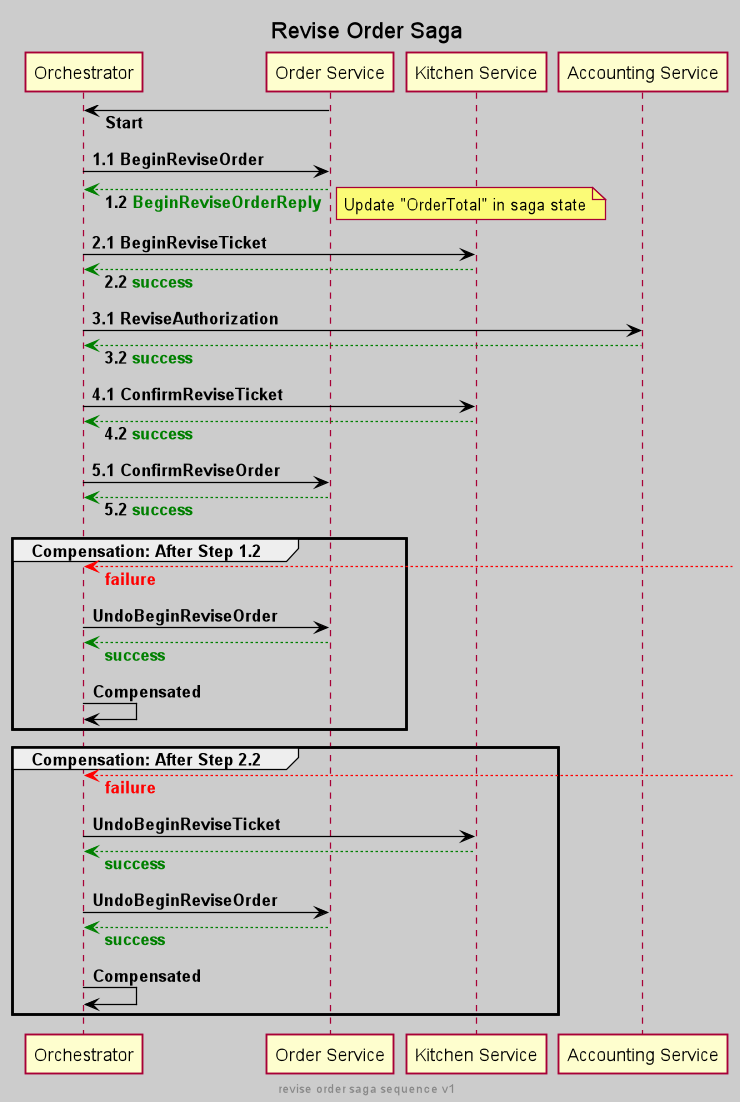 Revise Order Saga
Orchestrator
Order Service
Kitchen Service
Accounting Service
Start
1.1 BeginReviseOrder
1.2 BeginReviseOrderReply
Update "OrderTotal" in saga state
2.1 BeginReviseTicket
2.2 success
3.1 ReviseAuthorization
3.2 success
4.1 ConfirmReviseTicket
4.2 success
5.1 ConfirmReviseOrder
5.2 success
Compensation: After Step 1.2
failure
UndoBeginReviseOrder
success
Compensated
Compensation: After Step 2.2
failure
UndoBeginReviseTicket
success
UndoBeginReviseOrder
success
Compensated
Orchestrator
Order Service
Kitchen Service
Accounting Service
revise order saga sequence v1